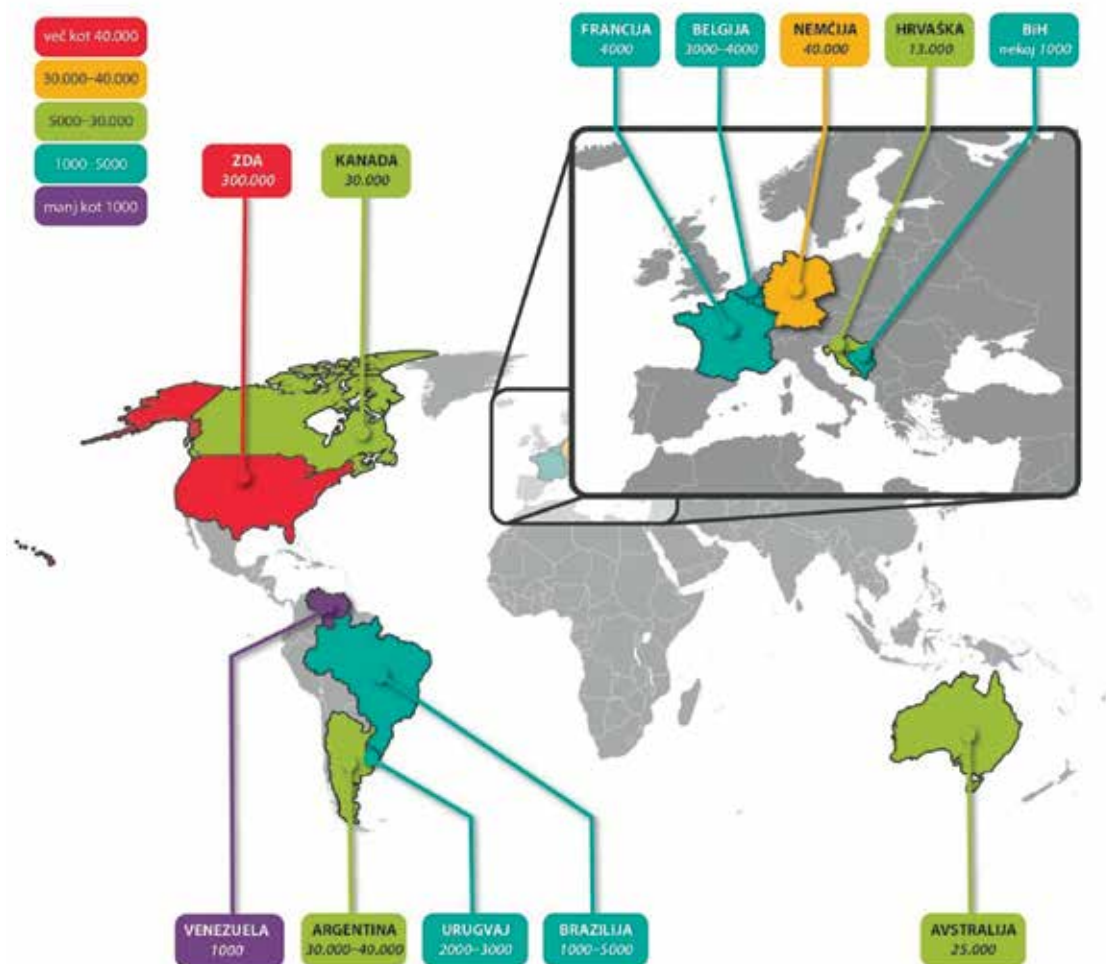 več kot 40.000
30.000–40.000
5000–30.000
1000–5000
manj kot 1000
FRANCIJA
4000
BELGIJA
3000–4000
NEMČIJA
40.000
HRVAŠKA
13.000
BiH
nekaj 1000
ZDA
300.000
KANADA
30.000
VENEZUELA
1000
ARGENTINA
30.000–40.000
URUGVAJ
2000–3000
BRAZILIJA
1000–5000
AVSTRALIJA
25.000